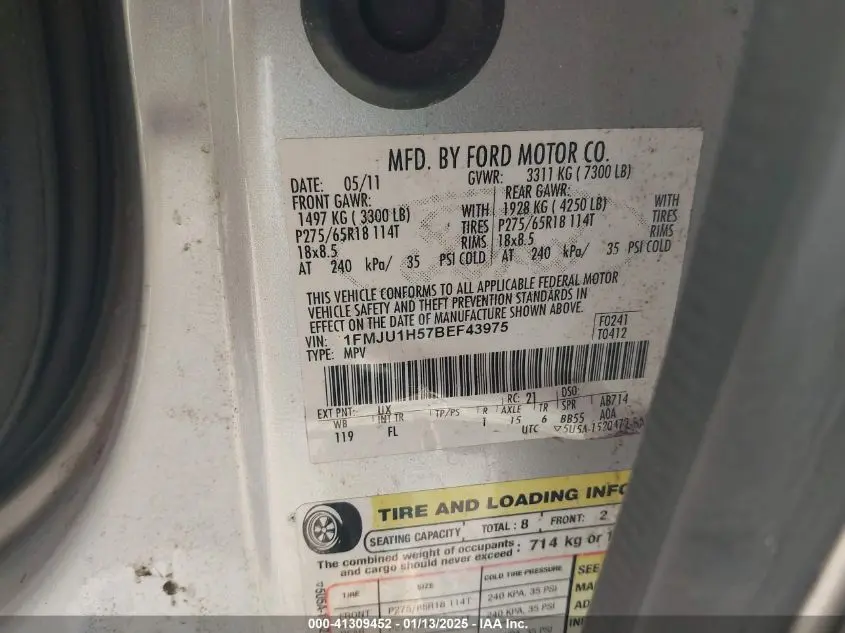 MFD. BY FORD MOTOR CO.
DATE: 05/11 GVWR: 3311 KG ( 7300 LB)
FRONT GAWR: REAR GAWR:
1497 KG ( 3300 LB) WITH 1928 KG ( 4250 LB) WITH
P275/65R18 114T TIRES P275/65R18 114T TIRES
18x8.5 RIMS 18x8.5 RIMS
AT 240 kPa/ 35 PSI COLD AT 240 kPa/ 35 PSI COLD
THIS VEHICLE CONFORMS TO ALL APPLICABLE FEDERAL MOTOR
VEHICLE SAFETY AND THEFT PREVENTION STANDARDS IN
EFFECT ON THE DATE OF MANUFACTURE SHOWN ABOVE.
VIN: 1FMJU1H57BEF43975 F0241
TYPE: MPV T0412
EXT PNT: UX RC: 21 DSO:
WB INT TR TP/PS R AXLE TR SPR AB714
119 FL 1 15 6 BB55 A0A
UTC
TIRE AND LOADING INFO
SEATING CAPACITY TOTAL : 8 FRONT: 2
The combined weight of occupants and cargo should never exceed : 714 kg or
TIRE SIZE COLD TIRE PRESSURE SEE
FRONT P275/65R18 114T 240 KPA, 35 PSI
240 KPA, 35 PSI
000-41309452 - 01/13/2025 - IAA Inc.